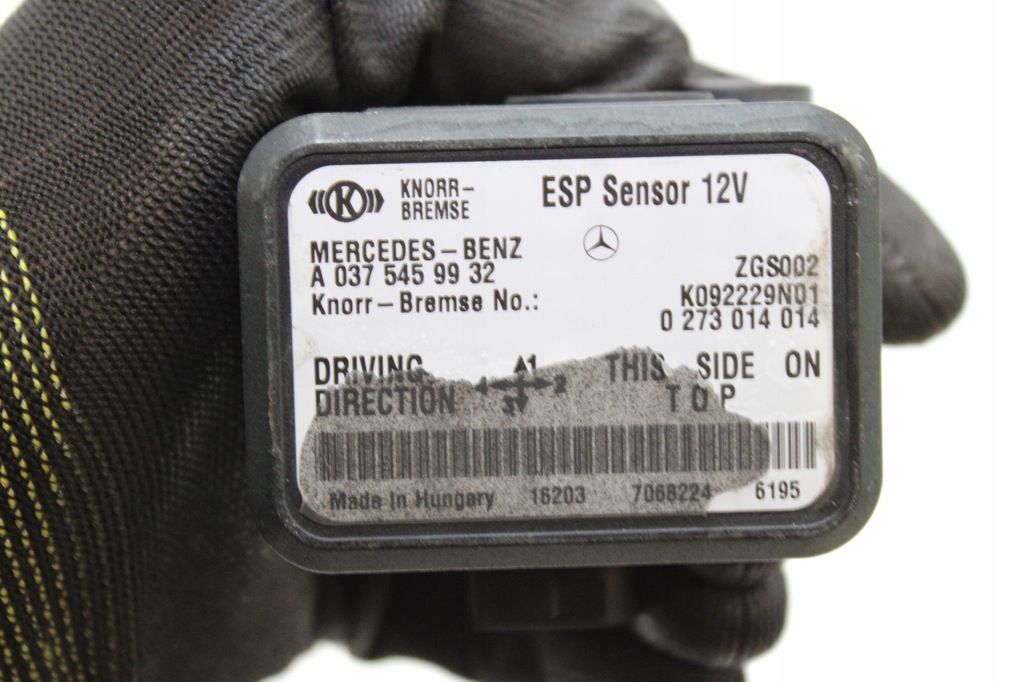 K KNORR-BREMSE ESP Sensor 12V
MERCEDES-BENZ
A 037 545 99 32 ZGS002
Knorr-Bremse No.: K092229N01
0 273 014 014
DRIVING 1 THIS SIDE ON
4 2
DIRECTION 3 TOP
Made in Hungary 16203 7068224 6195